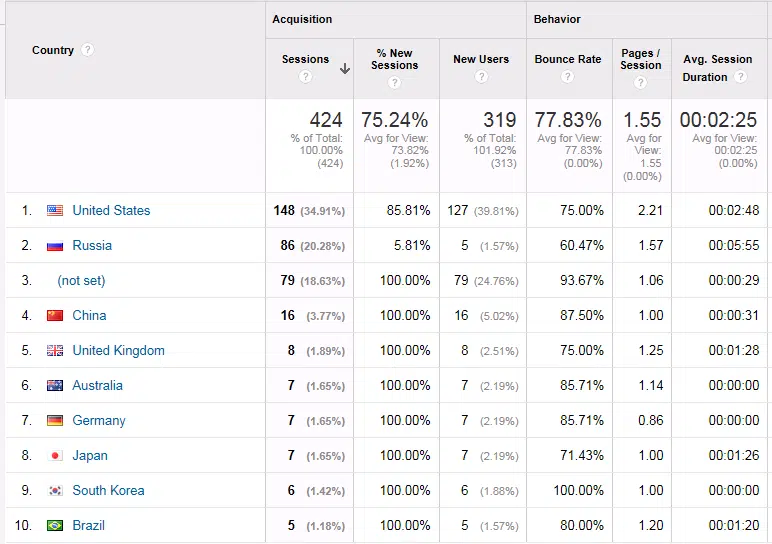 Acquisition Behavior
Country ? Sessions ? % New Sessions ? New Users ? Bounce Rate ? Pages / Session ? Avg. Session Duration ?
424 75.24% 319 77.83% 1.55 00:02:25
% of Total: 100.00% (424) Avg for View: 73.82% (1.92%) % of Total: 101.92% (313) Avg for View: 77.83% (0.00%) Avg for View: 1.55 (0.00%) Avg for View: 00:02:25 (0.00%)
1. United States 148 (34.91%) 85.81% 127 (39.81%) 75.00% 2.21 00:02:48
2. Russia 86 (20.28%) 5.81% 5 (1.57%) 60.47% 1.57 00:05:55
3. (not set) 79 (18.63%) 100.00% 79 (24.76%) 93.67% 1.06 00:00:29
4. China 16 (3.77%) 100.00% 16 (5.02%) 87.50% 1.00 00:00:31
5. United Kingdom 8 (1.89%) 100.00% 8 (2.51%) 75.00% 1.25 00:01:28
6. Australia 7 (1.65%) 100.00% 7 (2.19%) 85.71% 1.14 00:00:00
7. Germany 7 (1.65%) 100.00% 7 (2.19%) 85.71% 0.86 00:00:00
8. Japan 7 (1.65%) 100.00% 7 (2.19%) 71.43% 1.00 00:01:26
9. South Korea 6 (1.42%) 100.00% 6 (1.88%) 100.00% 1.00 00:00:00
10. Brazil 5 (1.18%) 100.00% 5 (1.57%) 80.00% 1.20 00:01:20